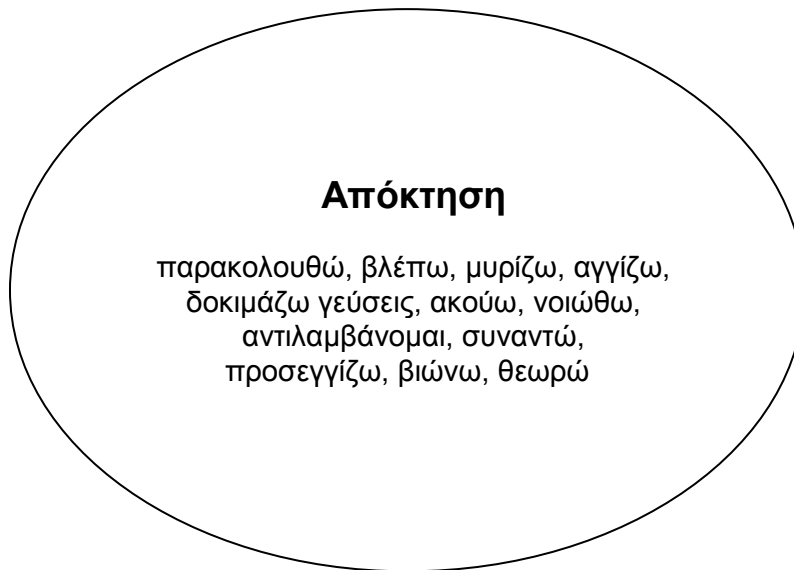 Απόκτηση
παρακολουθώ, βλέπω, μυρίζω, αγγίζω,
δοκιμάζω γεύσεις, ακούω, νοιώθω,
αντιλαμβάνομαι, συναντώ,
προσεγγίζω, βιώνω, θεωρώ